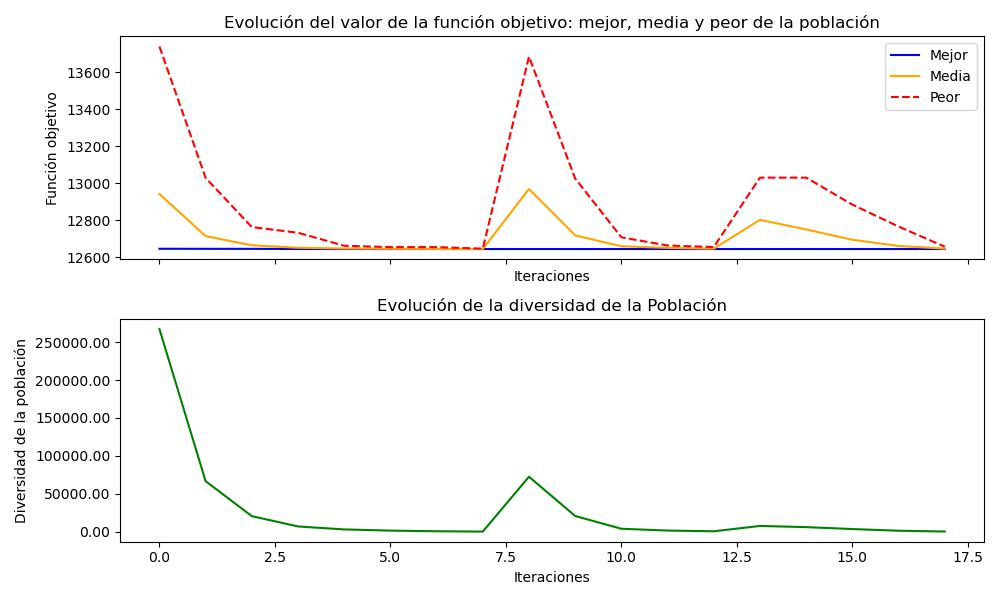 Evolución del valor de la función objetivo: mejor, media y peor de la población
Función objetivo
13600
13400
13200
13000
12800
12600
Mejor
Media
Peor
Iteraciones
Evolución de la diversidad de la Población
Diversidad de la población
250000.00
200000.00
150000.00
100000.00
50000.00
0.00
0.0 2.5 5.0 7.5 10.0 12.5 15.0 17.5
Iteraciones